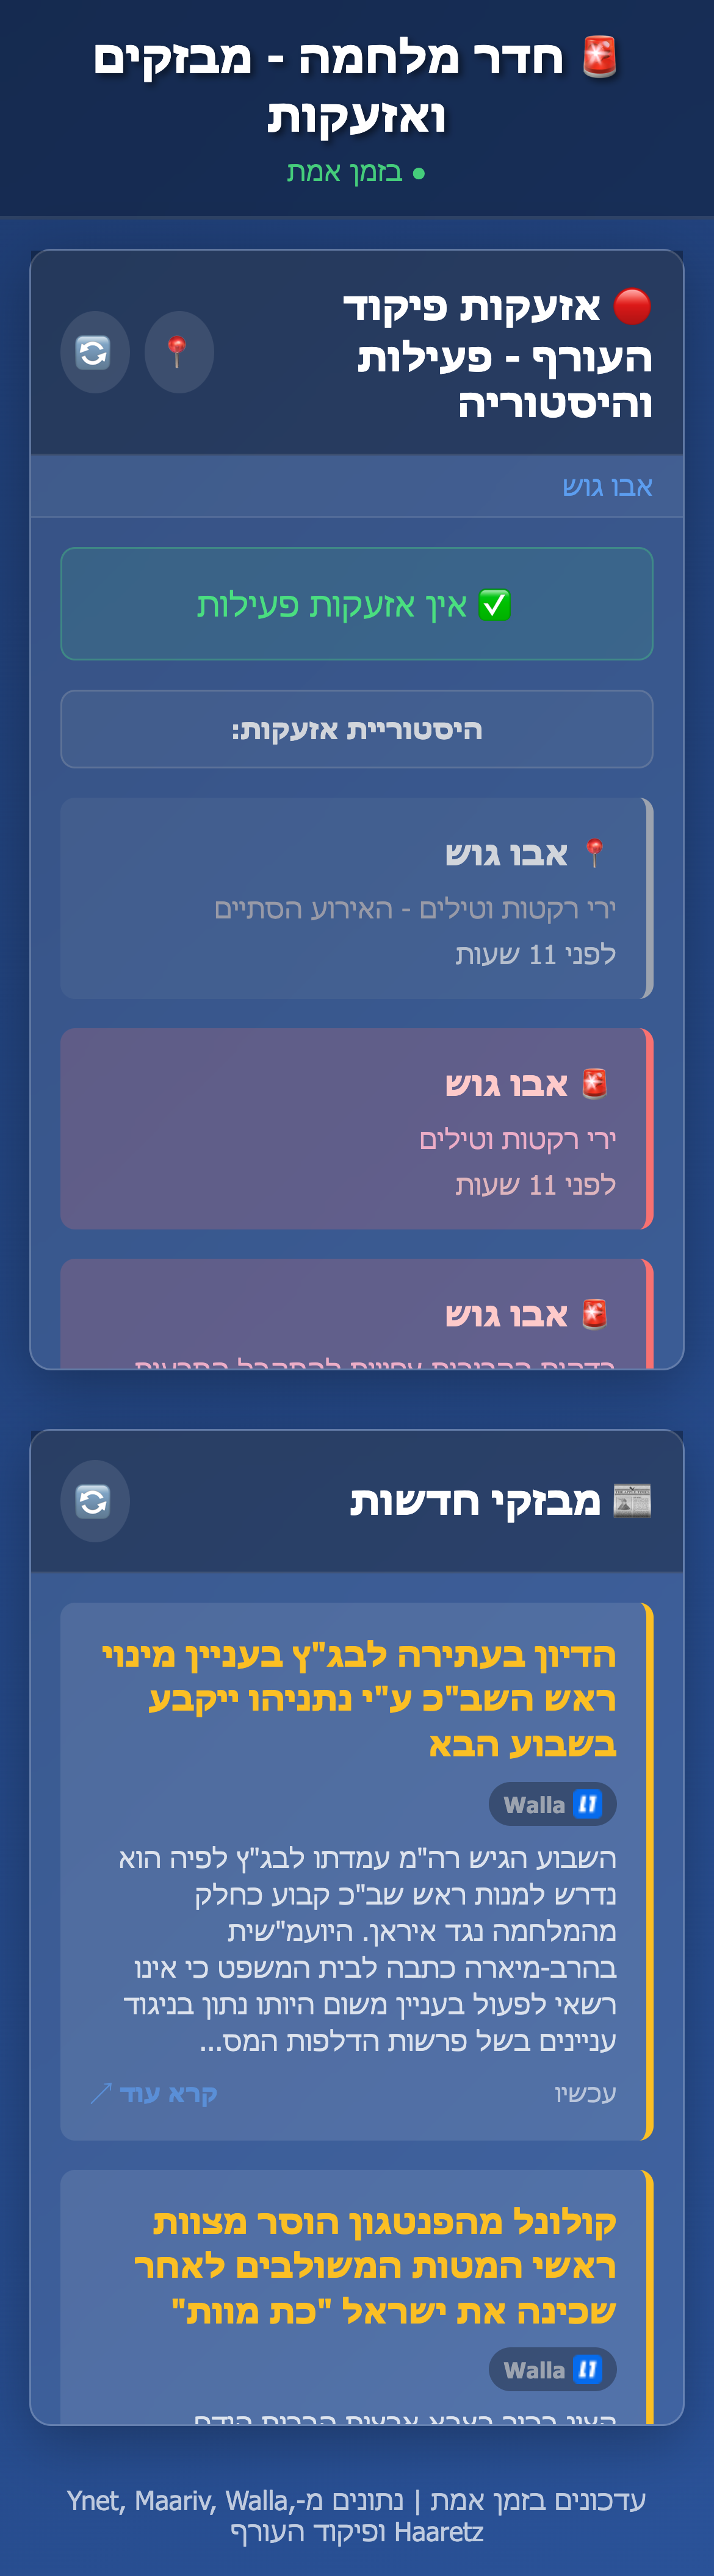 חדר מלחמה - מבזקים
ואזעקות
● בזמן אמת
אזעקות פיקוד
העורף - פעילות
והיסטוריה
אבו גוש
אין אזעקות פעילות
היסטוריית אזעקות:
אבו גוש
ירי רקטות וטילים - האירוע הסתיים
לפני 11 שעות
אבו גוש
ירי רקטות וטילים
לפני 11 שעות
אבו גוש
בדקות הקרובות צפויות להתקבל התרעות
מבזקי חדשות
הדיון בעתירה לבג"ץ בעניין מינוי
ראש השב"כ ע"י נתניהו ייקבע
בשבוע הבא
Walla
השבוע הגיש רה"מ עמדתו לבג"ץ לפיה הוא
נדרש למנות ראש שב"כ קבוע כחלק
מהמלחמה נגד איראן. היועמ"שית
בהרב-מיארה כתבה לבית המשפט כי אינו
רשאי לפעול בעניין משום היותו נתון בניגוד
עניינים בשל פרשות הדלפות המס...
עכשיו
קרא עוד ↗
קולונל מהפנטגון הוסר מצוות
ראשי המטות המשולבים לאחר
שכינה את ישראל "כת מוות"
Walla
עדכונים בזמן אמת | נתונים מ-Ynet, Maariv, Walla,
Haaretz ופיקוד העורף